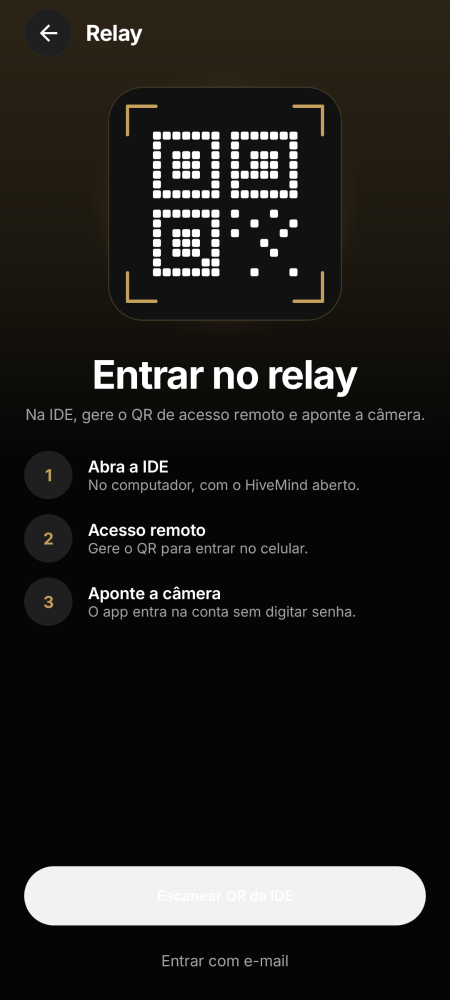 Relay
Entrar no relay
Na IDE, gere o QR de acesso remoto e aponte a câmera.
1
Abra a IDE
No computador, com o HiveMind aberto.
2
Acesso remoto
Gere o QR para entrar no celular.
3
Aponte a câmera
O app entra na conta sem digitar senha.
Escanear QR da IDE
Entrar com e-mail